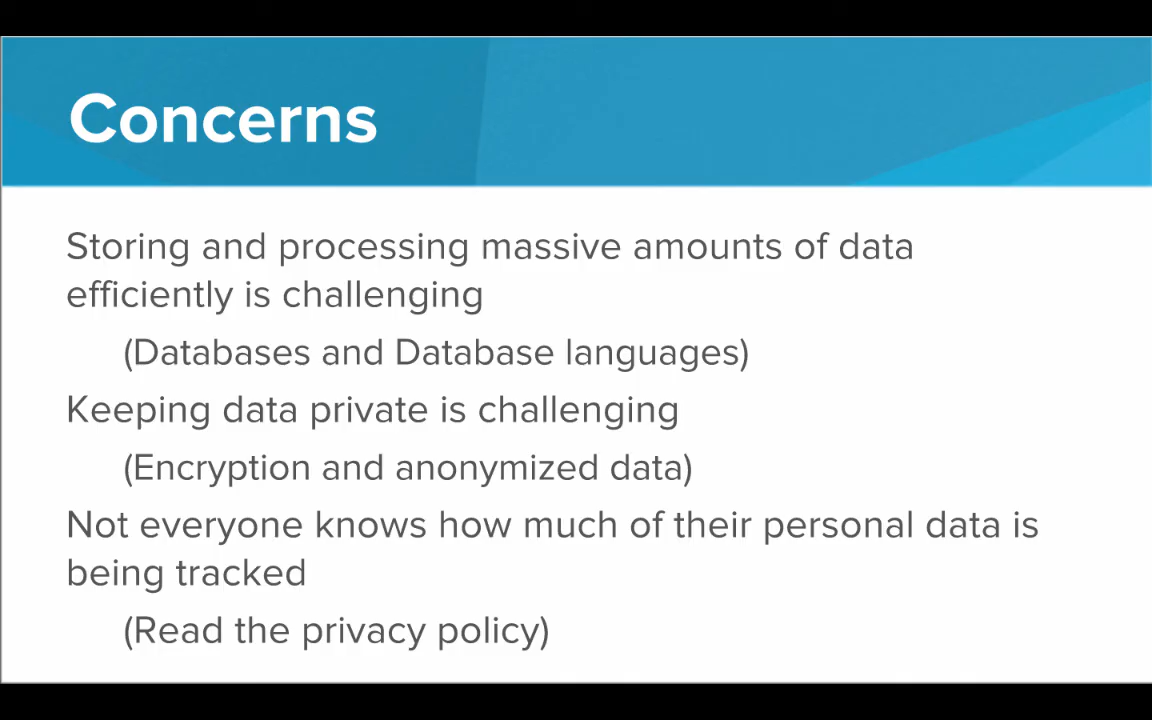 Concerns
Storing and processing massive amounts of data
efficiently is challenging
(Databases and Database languages)
Keeping data private is challenging
(Encryption and anonymized data)
Not everyone knows how much of their personal data is
being tracked
(Read the privacy policy)